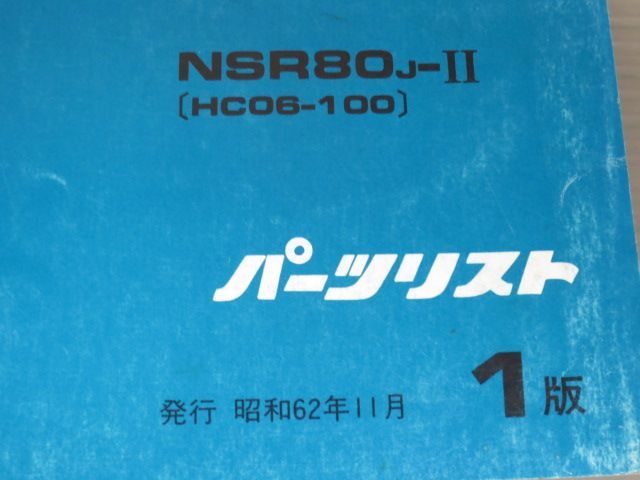 NSR80J-II
〔HC06-100〕
パーツリスト
1版
発行 昭和62年11月